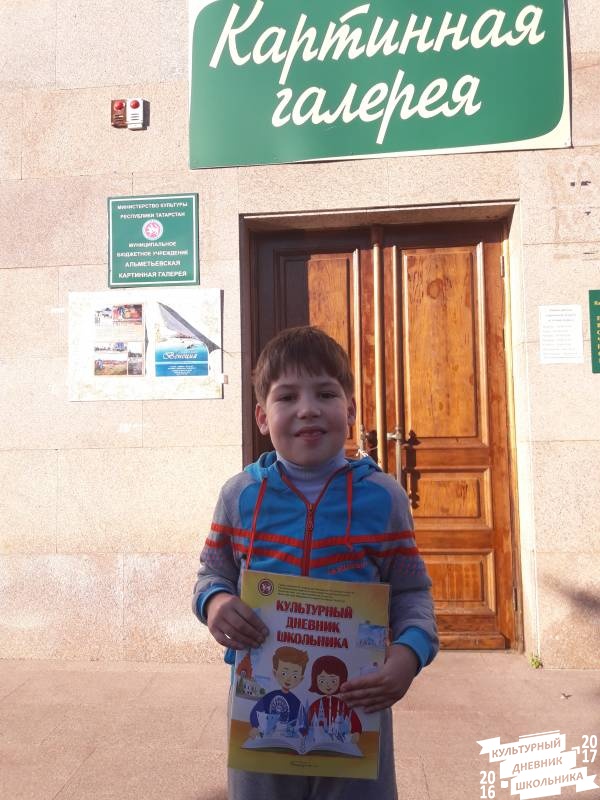 Картинная
галерея
МИНИСТЕРСТВО КУЛЬТУРЫ
РЕСПУБЛИКИ ТАТАРСТАН
МУНИЦИПАЛЬНОЕ
БЮДЖЕТНОЕ УЧРЕЖДЕНИЕ
АЛЬМЕТЬЕВСКАЯ
КАРТИННАЯ ГАЛЕРЕЯ
Венеция
КУЛЬТУРНЫЙ
ДНЕВНИК
ШКОЛЬНИКА
КУЛЬТУРНЫЙ
ДНЕВНИК
ШКОЛЬНИКА
2016
2017